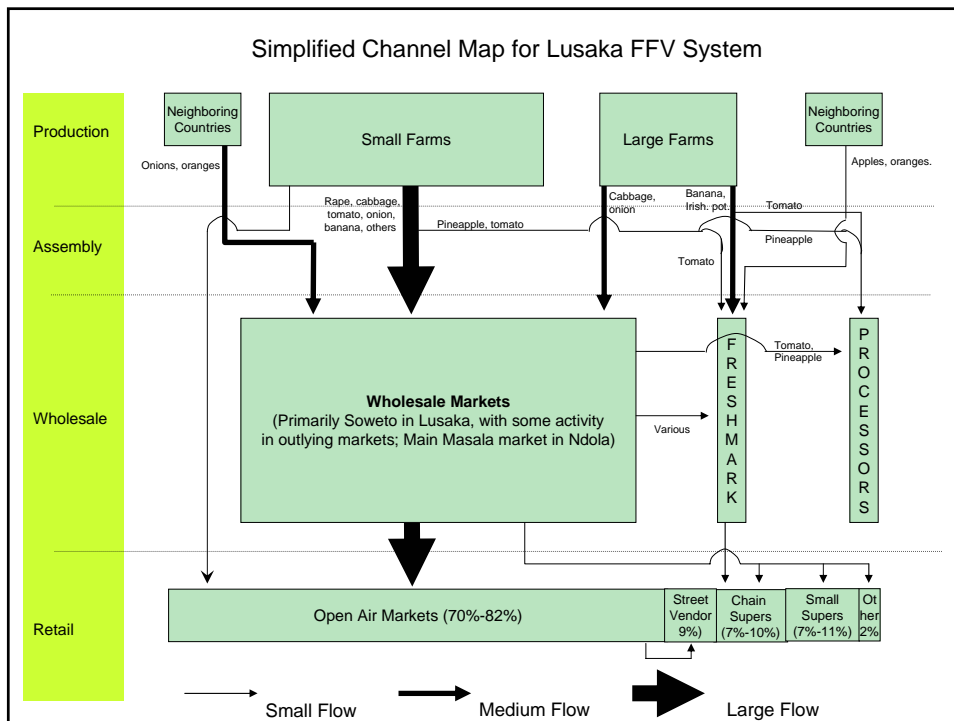 Simplified Channel Map for Lusaka FFV System
Production
Neighboring
Countries
Small Farms
Large Farms
Neighboring
Countries
Onions, oranges
Rape, cabbage,
tomato, onion,
banana, others
Cabbage,
onion
Banana,
Irish. pot.
Apples, oranges.
Tomato
Assembly
Pineapple, tomato
Pineapple
Tomato
Wholesale
Wholesale Markets
(Primarily Soweto in Lusaka, with some activity
in outlying markets; Main Masala market in Ndola)
Tomato,
Pineapple
Various
F
R
E
S
H
M
A
R
K
P
R
O
C
E
S
S
O
R
S
Retail
Open Air Markets (70%-82%)
Street
Vendor
9%)
Chain
Supers
(7%-10%)
Small
Supers
(7%-11%)
Ot
her
2%
Small Flow
Medium Flow
Large Flow